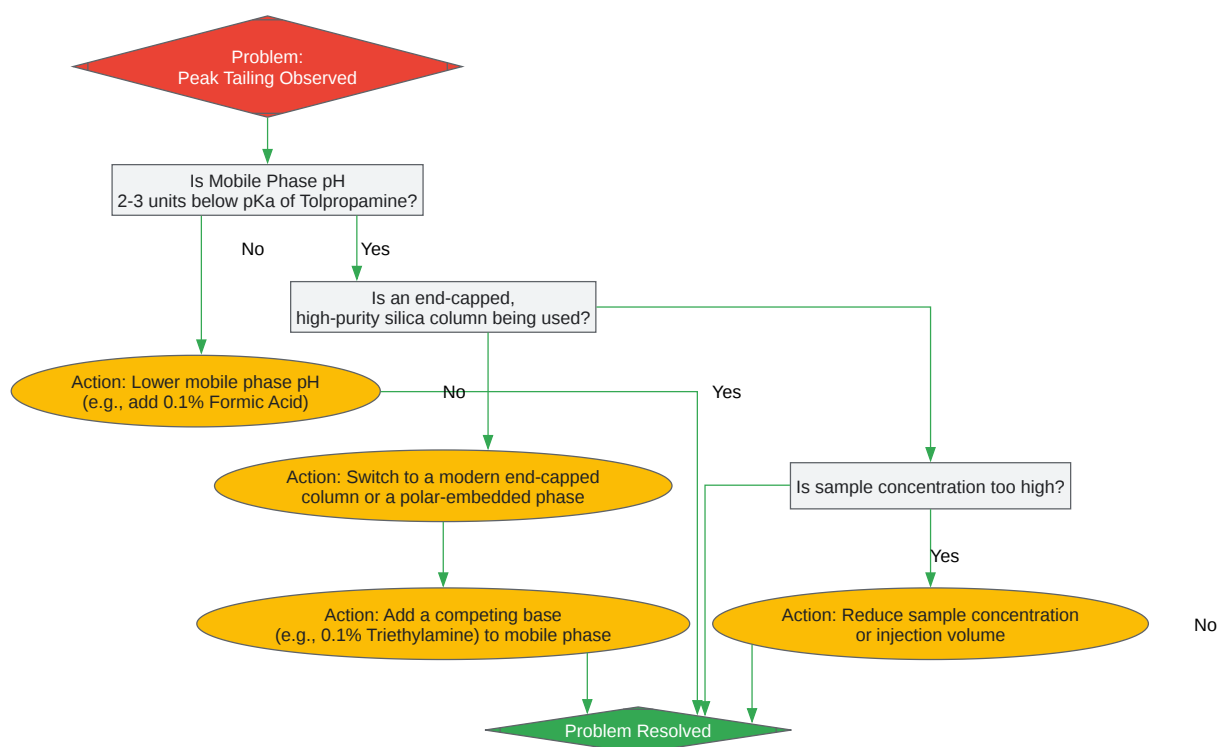 Problem:
Peak Tailing Observed
Is Mobile Phase pH
2-3 units below pKa of Tolpropamine?
No
Yes
Is an end-capped,
high-purity silica column being used?
Action: Lower mobile phase pH
(e.g., add 0.1% Formic Acid)
No
Yes
Action: Switch to a modern end-capped
column or a polar-embedded phase
Is sample concentration too high?
Yes
Action: Add a competing base
(e.g., 0.1% Triethylamine) to mobile phase
Action: Reduce sample concentration
or injection volume
No
Problem Resolved